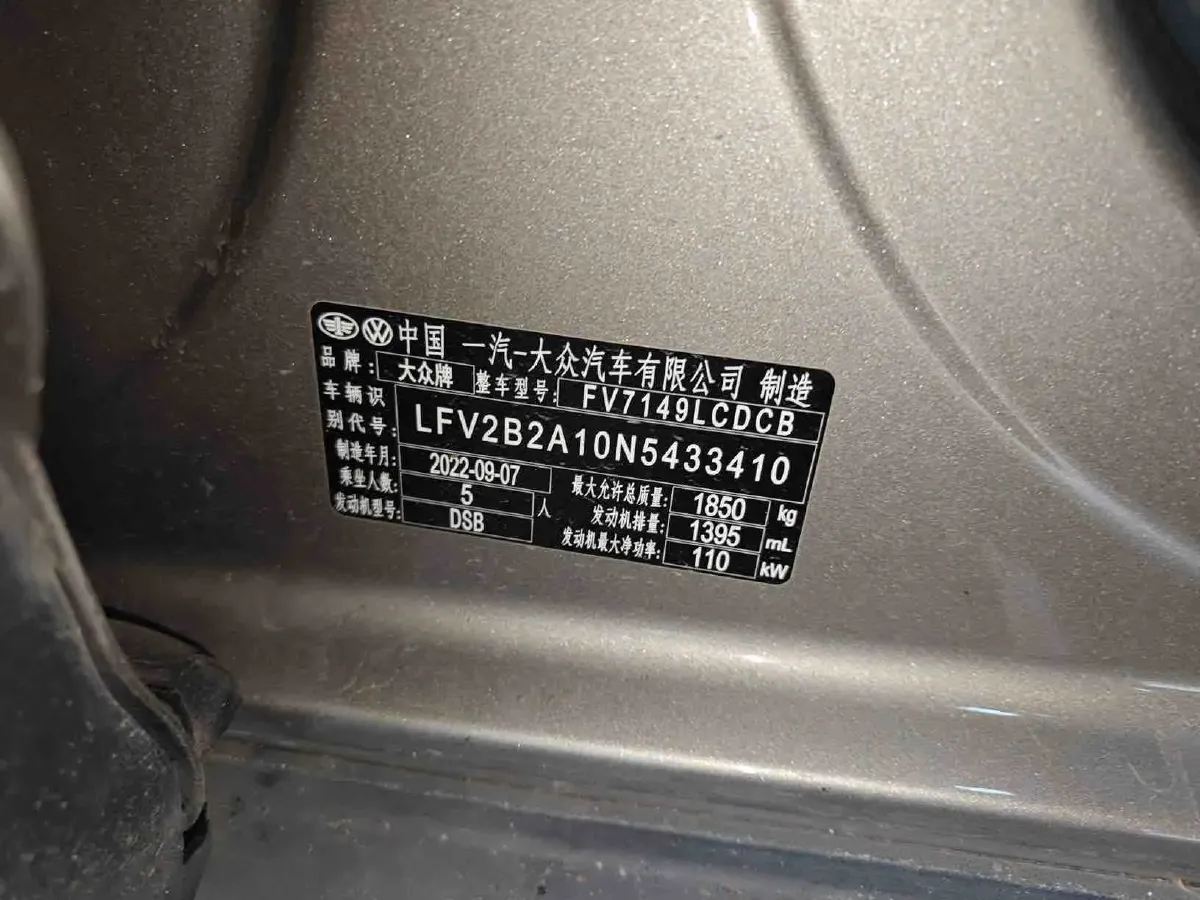 中国 一汽-大众汽车有限公司 制造
品牌: 大众牌 整车型号: FV7149LCDCB
车辆识别代号: LFV2B2A10N5433410
制造年月: 2022-09-07 最大允许总质量: 1850 kg
乘坐人数: 5 人 发动机排量: 1395 mL
发动机型号: DSB 发动机最大净功率: 110 kW